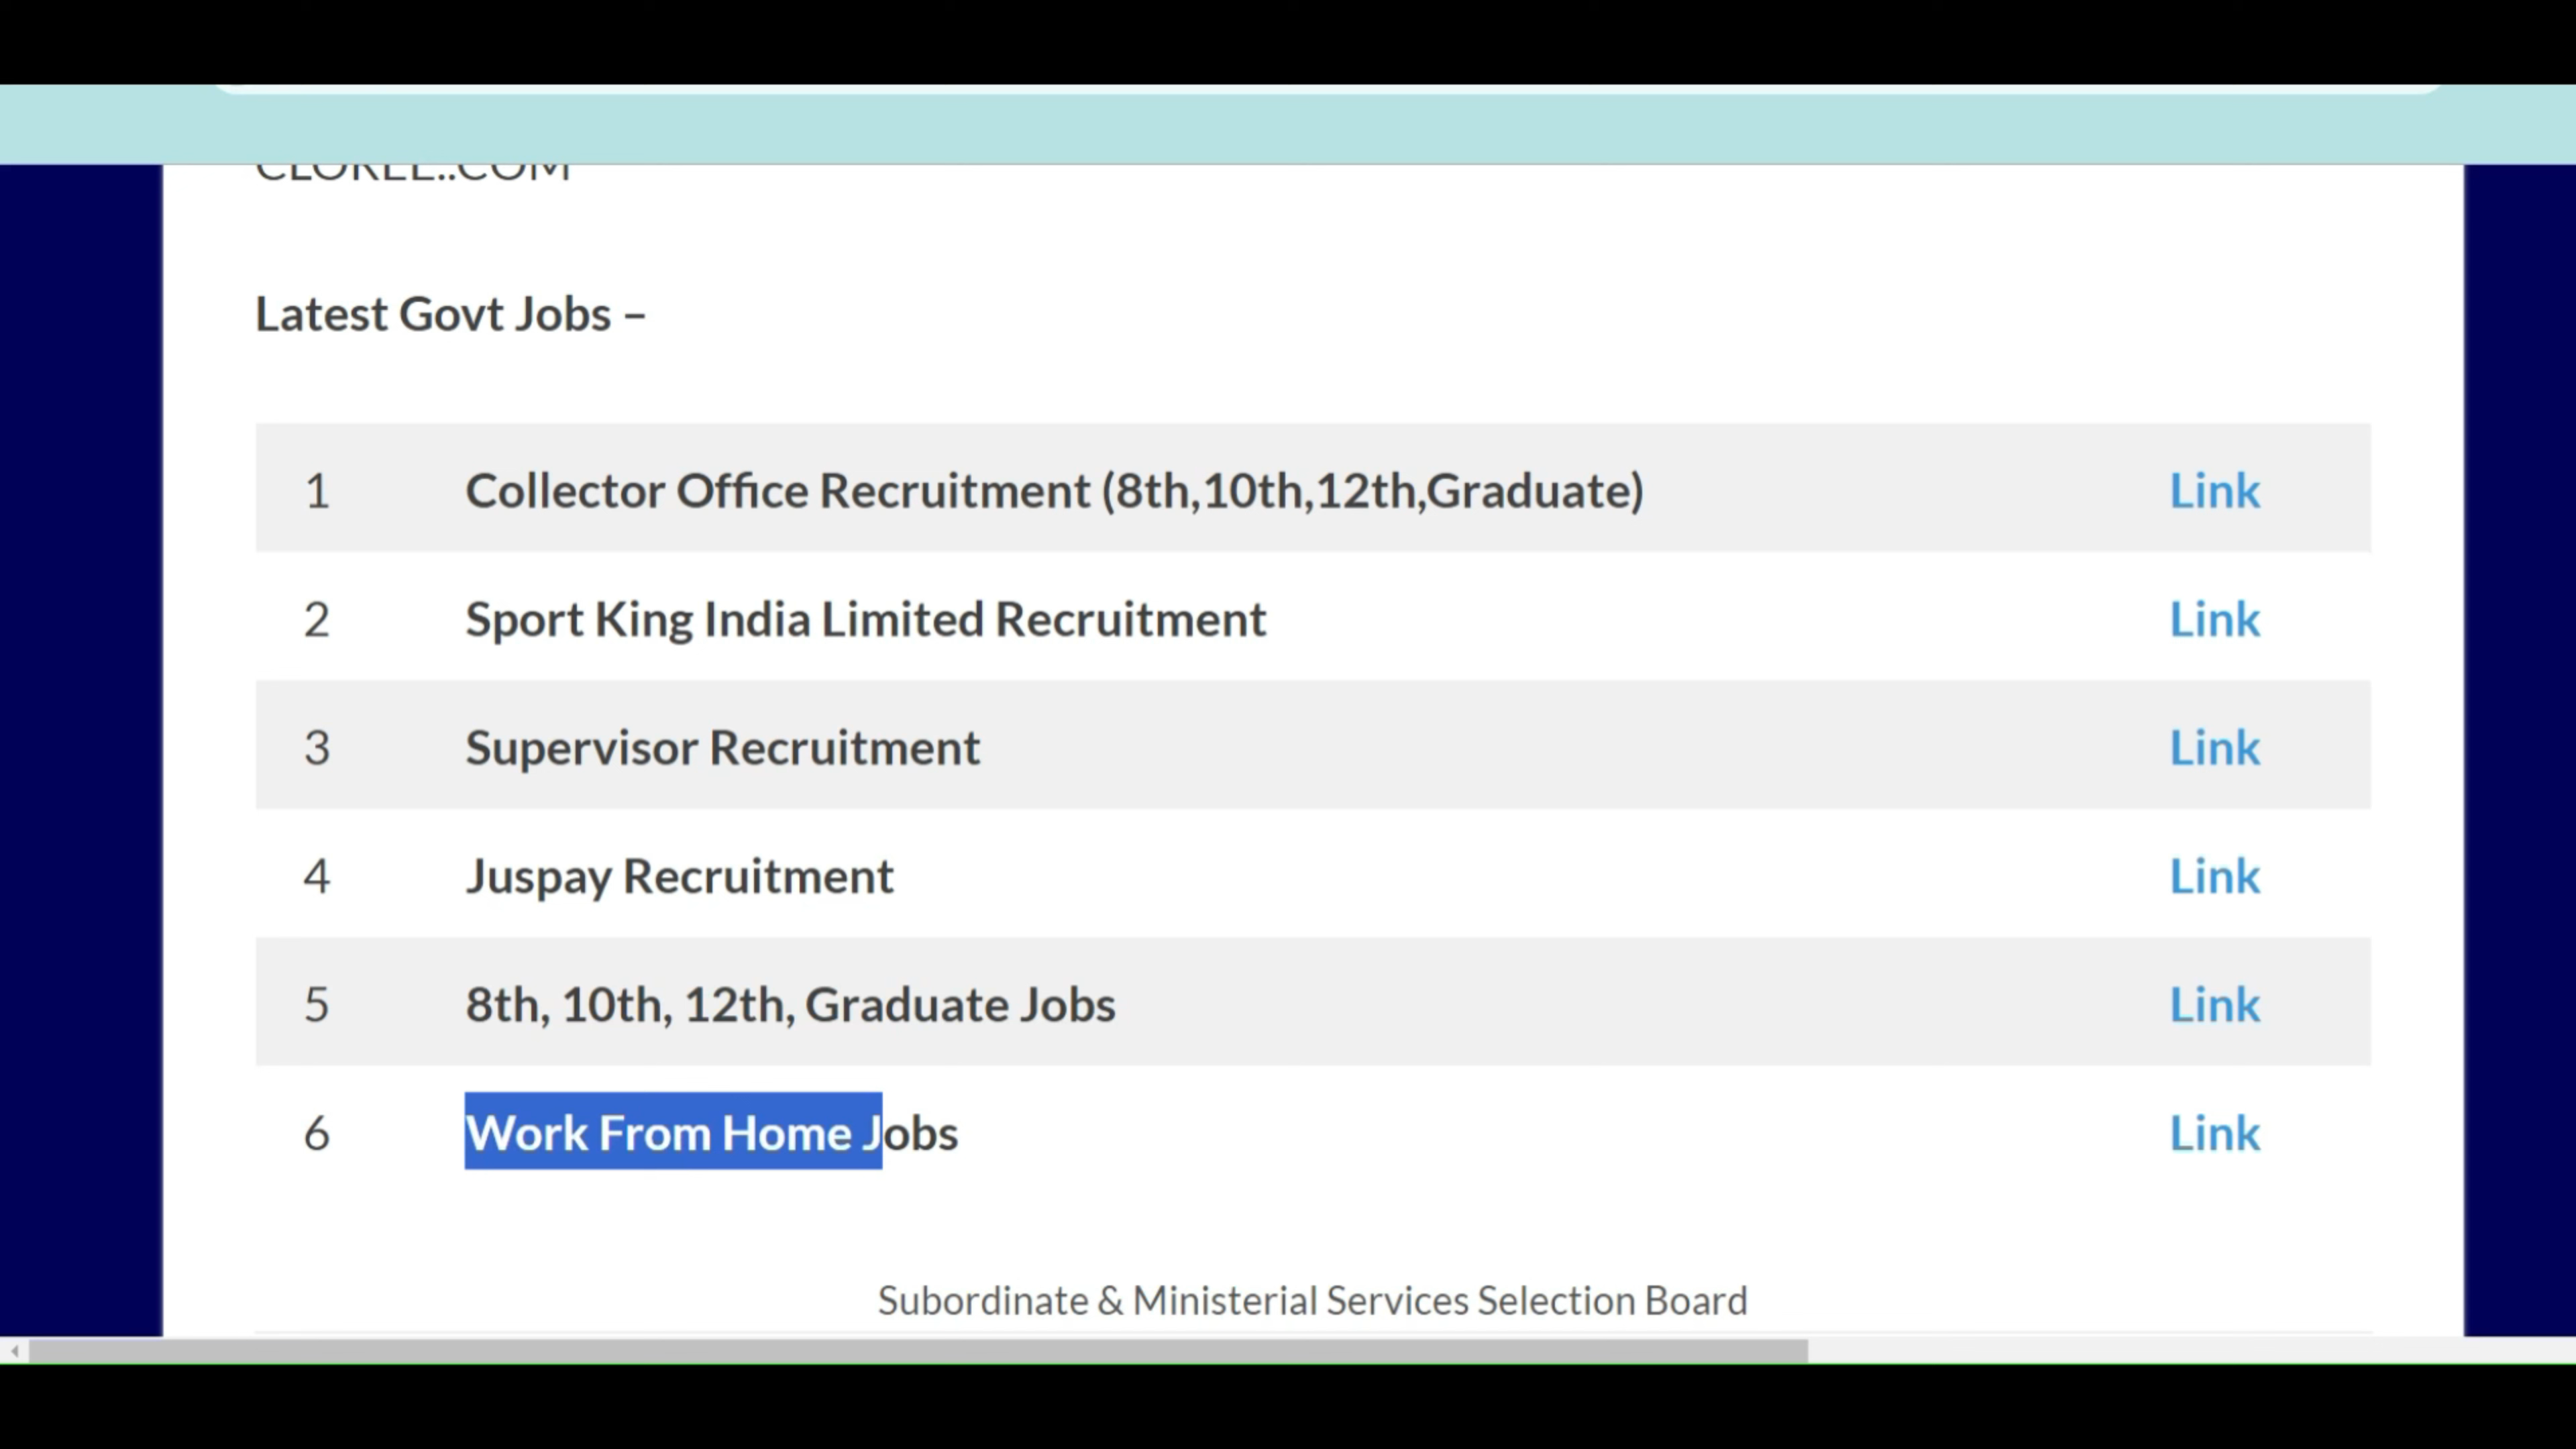 CLOREE..COM
Latest Govt Jobs –
1 Collector Office Recruitment (8th,10th,12th,Graduate) Link
2 Sport King India Limited Recruitment Link
3 Supervisor Recruitment Link
4 Juspay Recruitment Link
5 8th, 10th, 12th, Graduate Jobs Link
6 Work From Home Jobs Link
Subordinate & Ministerial Services Selection Board